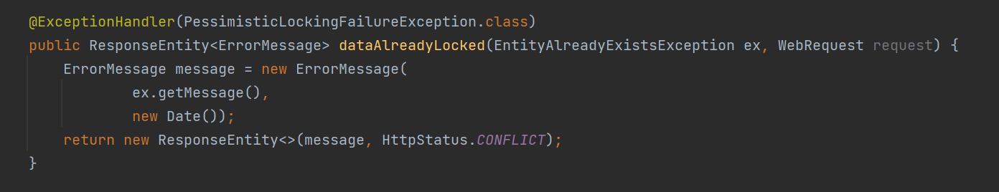 @ExceptionHandler(PessimisticLockingFailureException.class)
public ResponseEntity<ErrorMessage> dataAlreadyLocked(EntityAlreadyExistsException ex, WebRequest request) {
    ErrorMessage message = new ErrorMessage(
            ex.getMessage(),
            new Date());
    return new ResponseEntity<>(message, HttpStatus.CONFLICT);
}